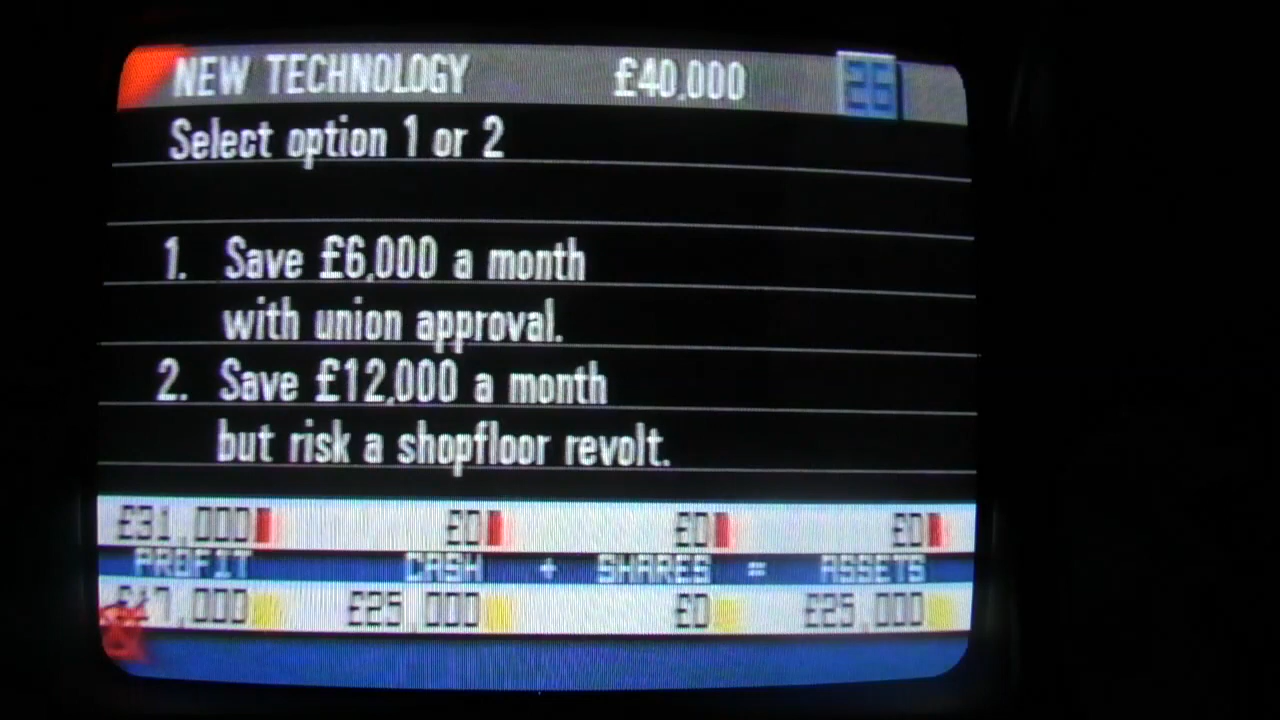 NEW TECHNOLOGY £40,000 26
Select option 1 or 2
1. Save £6,000 a month
with union approval.
2. Save £12,000 a month
but risk a shopfloor revolt.
£31,000 £0 £0 £0
PROFIT CASH + SHARES = ASSETS
£25,000 £0 £25,000